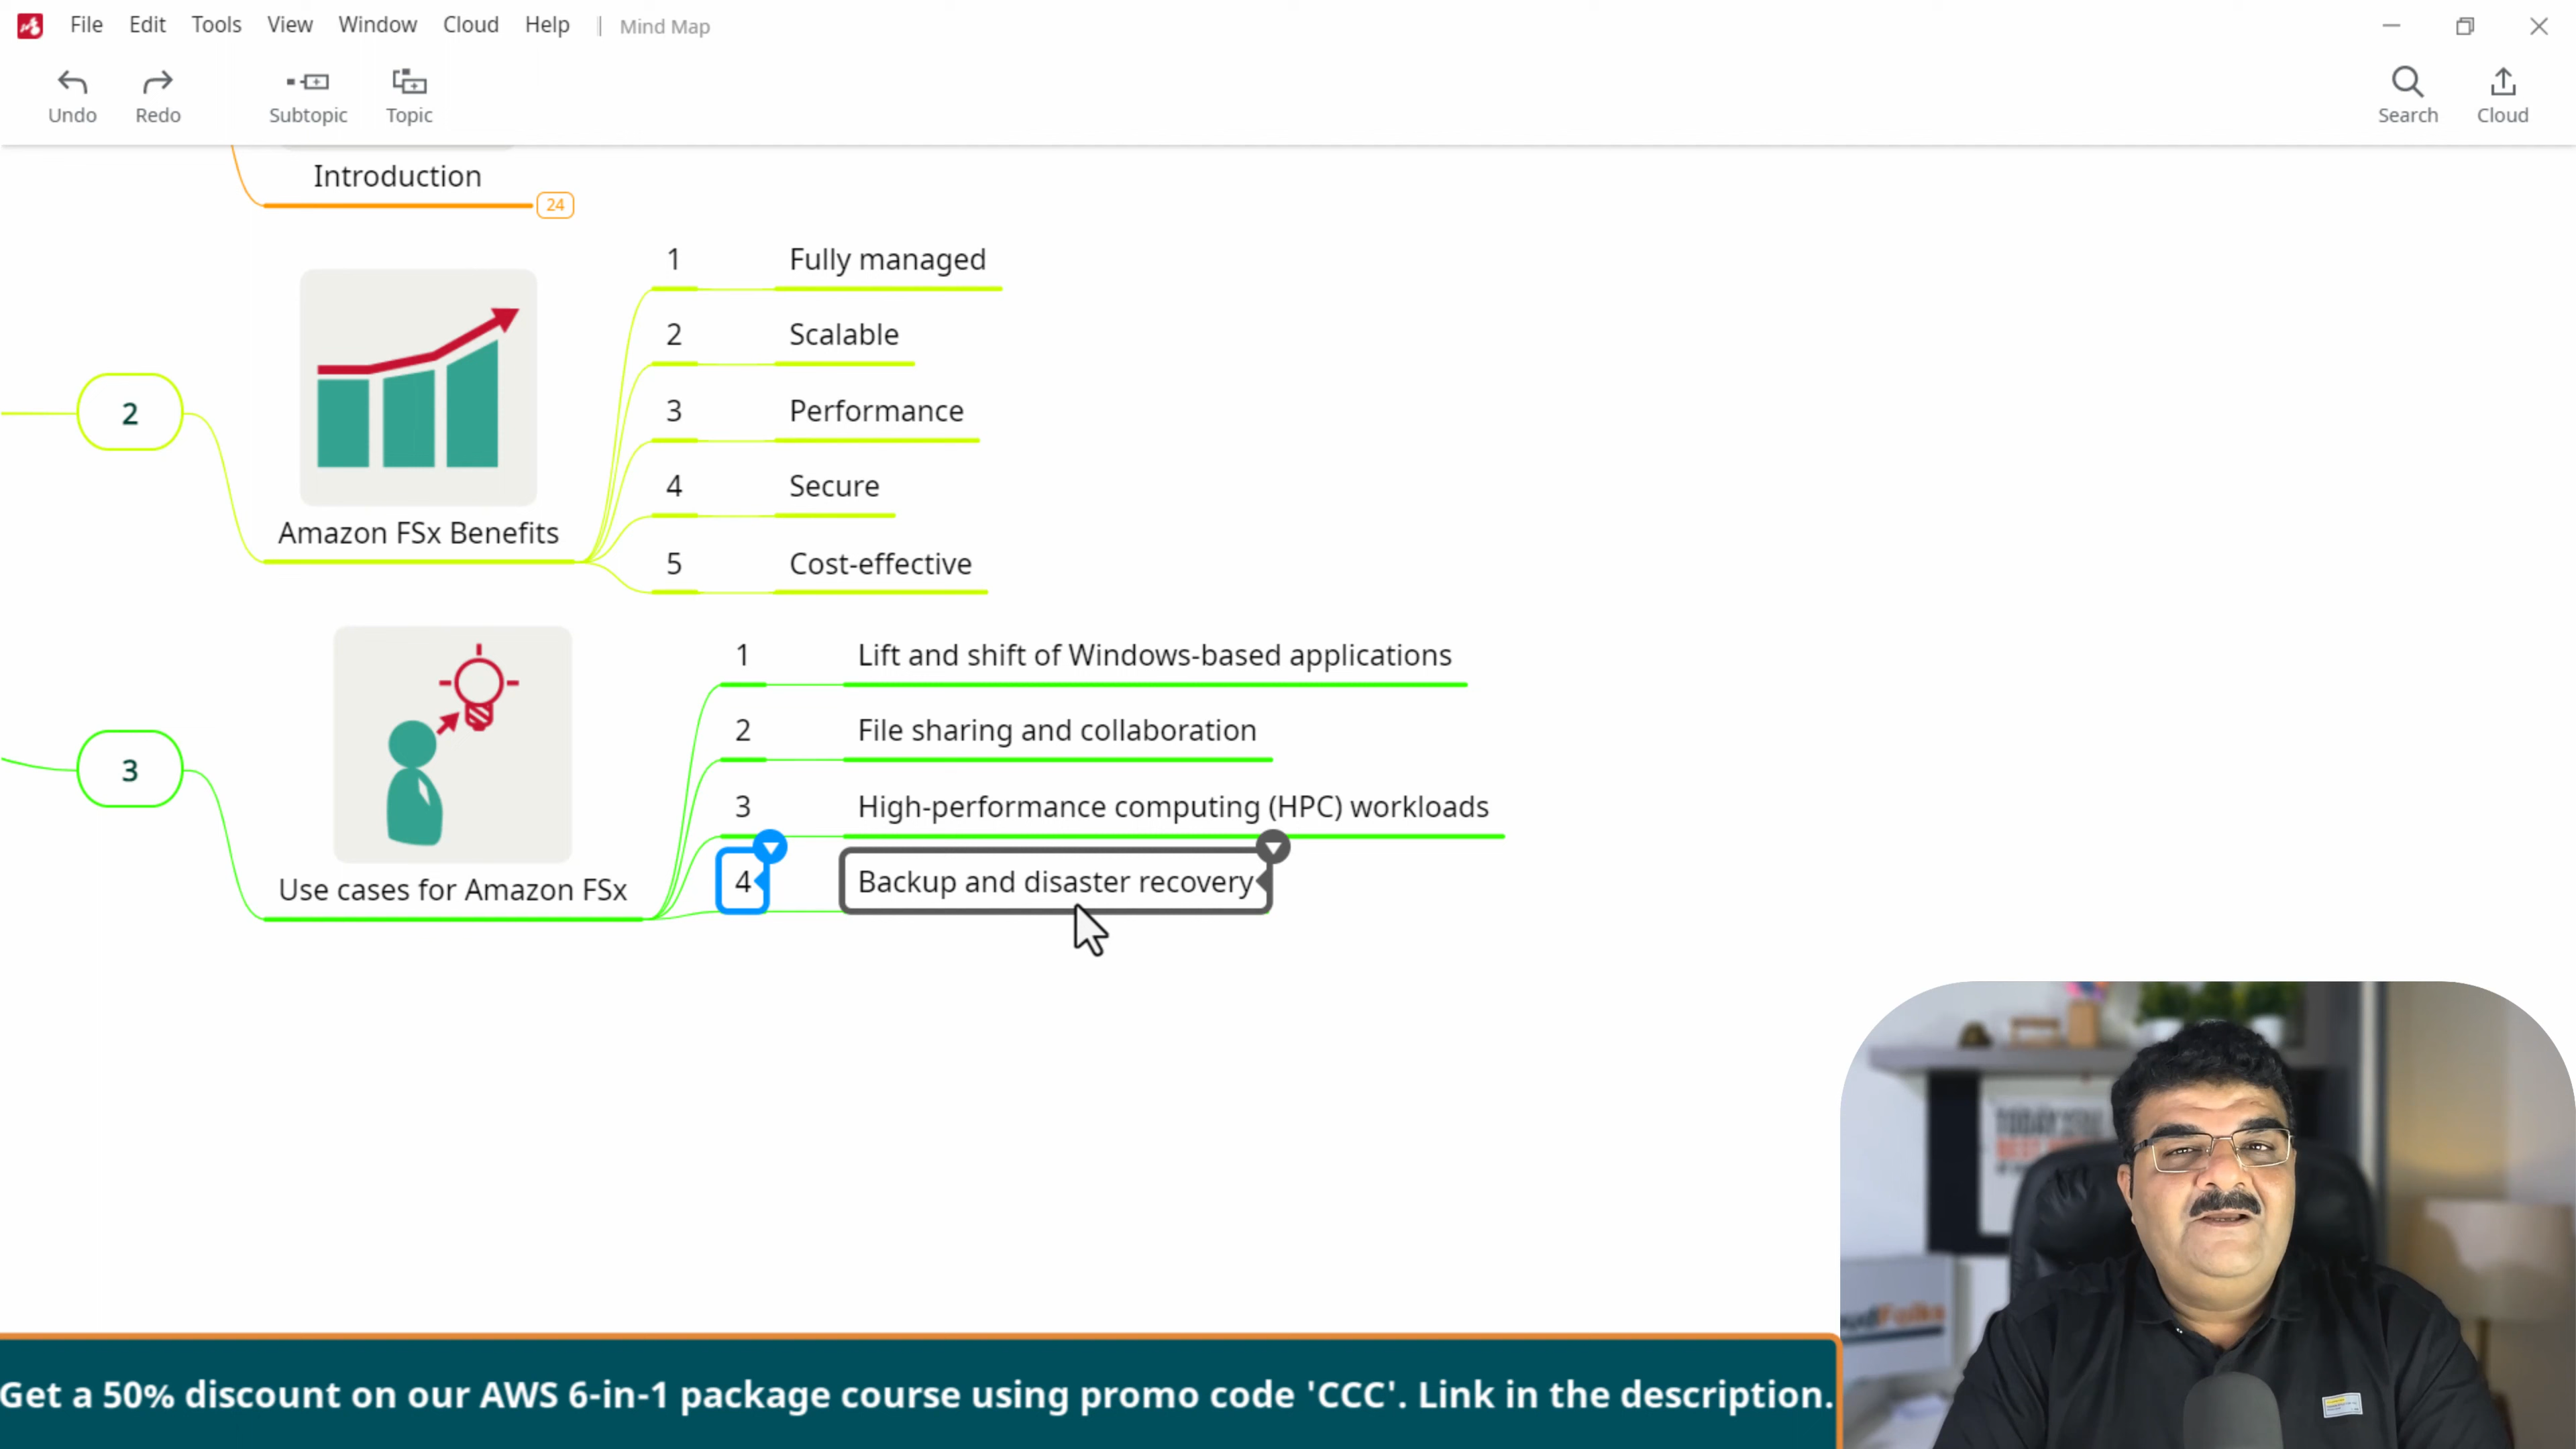 File Edit Tools View Window Cloud Help | Mind Map
Undo Redo Subtopic Topic Search Cloud
Introduction
24
2
Amazon FSx Benefits
1 Fully managed
2 Scalable
3 Performance
4 Secure
5 Cost-effective
3
Use cases for Amazon FSx
1 Lift and shift of Windows-based applications
2 File sharing and collaboration
3 High-performance computing (HPC) workloads
4 Backup and disaster recovery
Get a 50% discount on our AWS 6-in-1 package course using promo code 'CCC'. Link in the description.